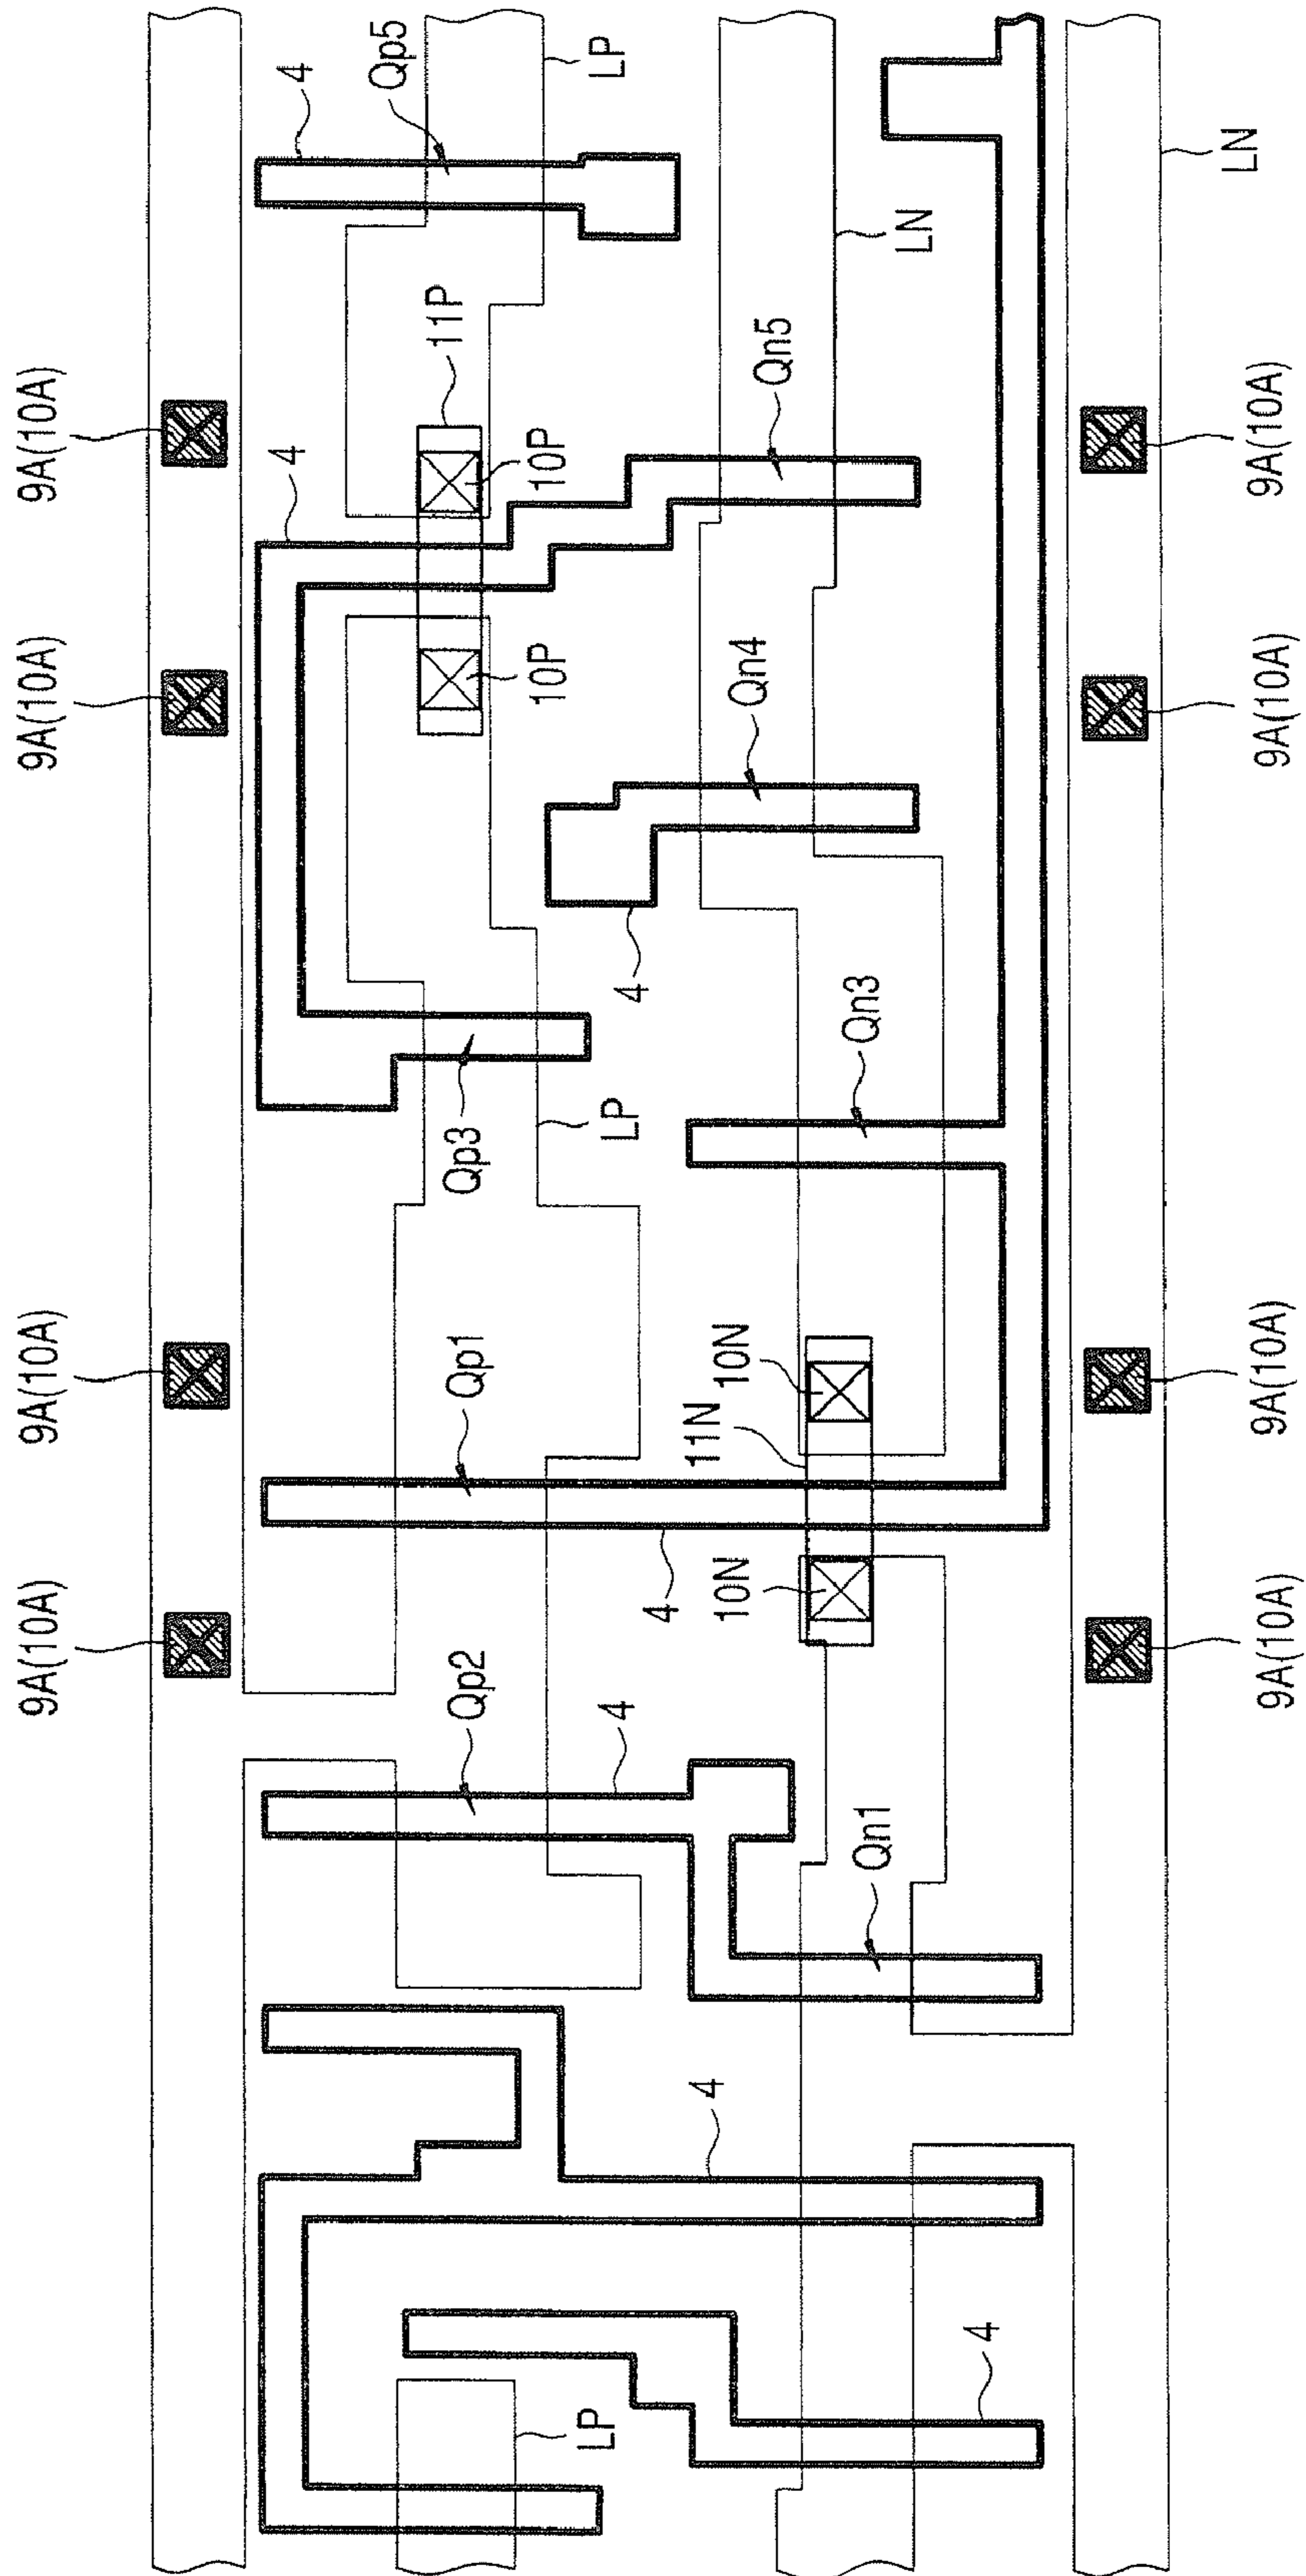 9A(10A)
9A(10A)
9A(10A)
9A(10A)
4
4
Qp5
11P
Qp2
Qp1
Qp3
10P
10P
LP
LP
LP
4
4
4
4
11N
10N
10N
Qn4
Qn5
Qn1
Qn3
LN
4
LN
9A(10A)
9A(10A)
9A(10A)
9A(10A)